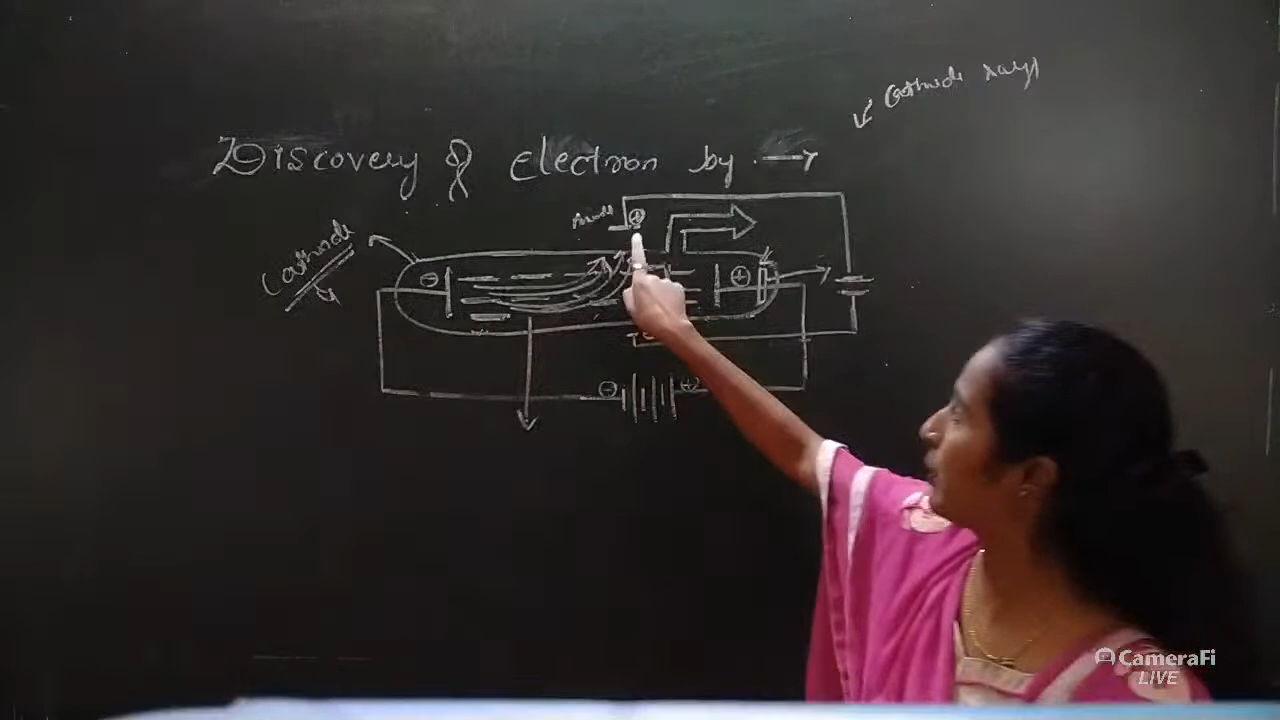 Cathode rays
Discovery of Electron by →
Anode ⊕
Cathode
⊖ ⊕
⊖ ⊕
CameraFi
LIVE